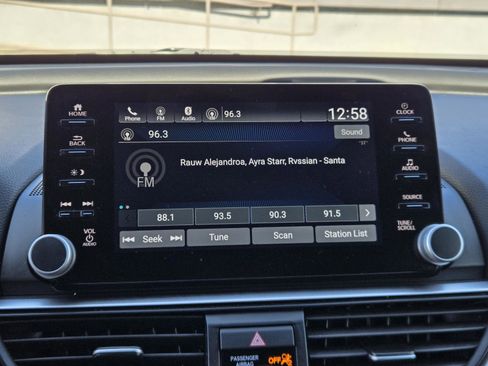 HOME
BACK
VOL
AUDIO
Phone FM Audio 96.3 12:58
96.3 Sound
Rauw Alejandroa, Ayra Starr, Rvssian - Santa
FM
88.1 93.5 90.3 91.5
Seek Tune Scan Station List
CLOCK
PHONE
AUDIO
SOURCE
TUNE/
SCROLL
PASSENGER
AIRBAG
OFF